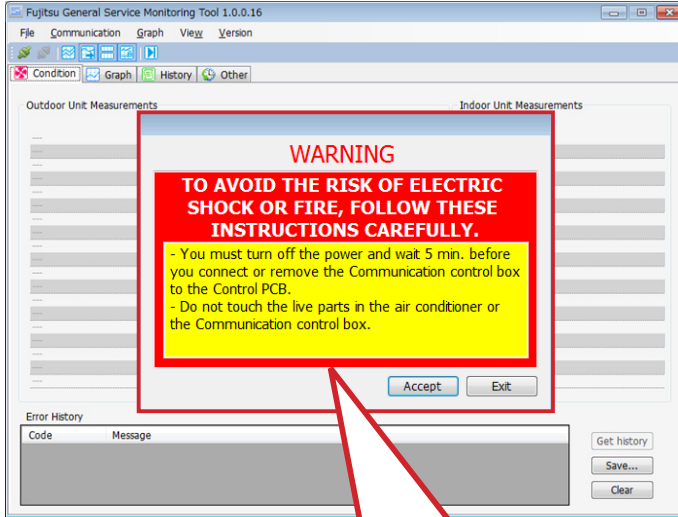 Fujitsu General Service Monitoring Tool 1.0.0.16
File Communication Graph View Version
Condition Graph History Other
Outdoor Unit Measurements Indoor Unit Measurements
WARNING
TO AVOID THE RISK OF ELECTRIC
SHOCK OR FIRE, FOLLOW THESE
INSTRUCTIONS CAREFULLY.
- You must turn off the power and wait 5 min. before
you connect or remove the Communication control box
to the Control PCB.
- Do not touch the live parts in the air conditioner or
the Communication control box.
Accept Exit
Error History
Code Message
Get history
Save...
Clear